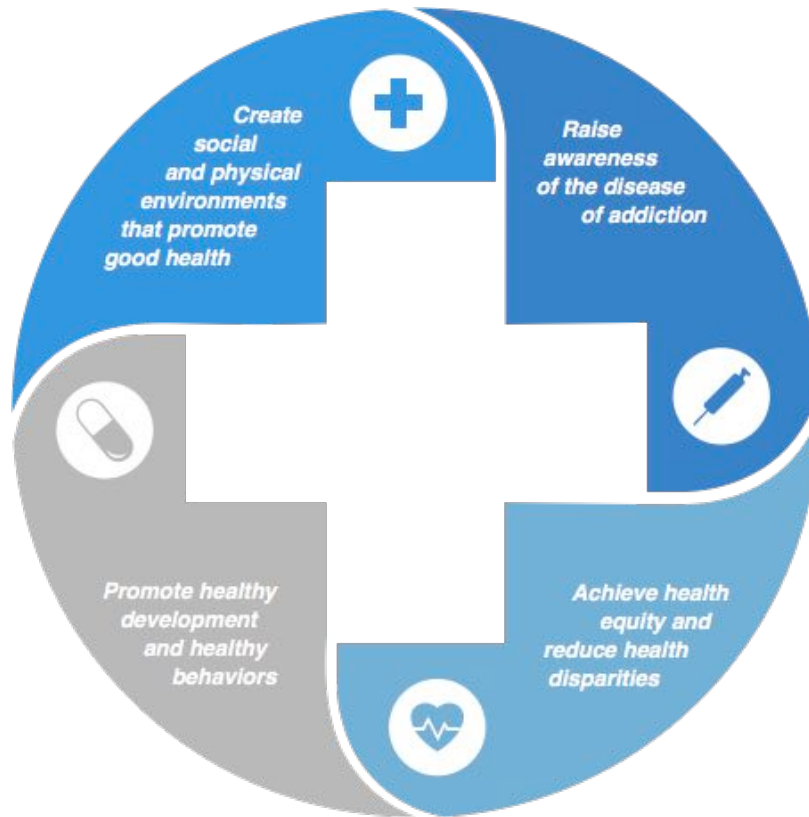 Create
social
and physical
environments
that promote
good health
Raise
awareness
of the disease
of addiction
Promote healthy
development
and healthy
behaviors
Achieve health
equity and
reduce health
disparities